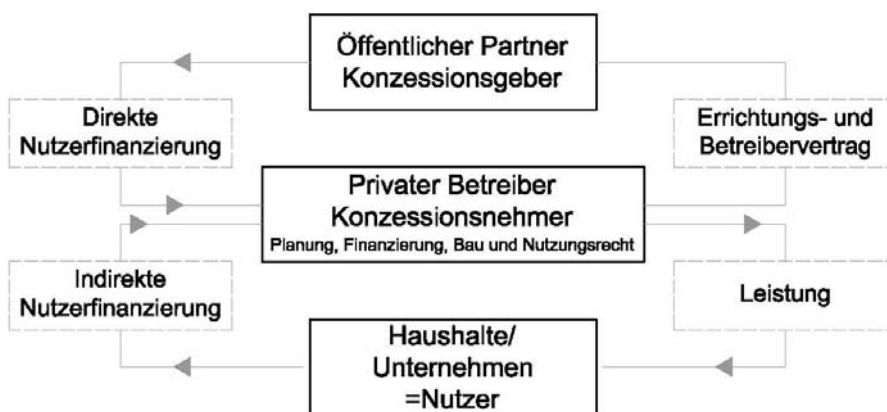 Öffentlicher Partner
Konzessionsgeber
Direkte
Nutzerfinanzierung
Errichtungs- und
Betreibervertrag
Privater Betreiber
Konzessionsnehmer
Planung, Finanzierung, Bau und Nutzungsrecht
Indirekte
Nutzerfinanzierung
Leistung
Haushalte/
Unternehmen
=Nutzer